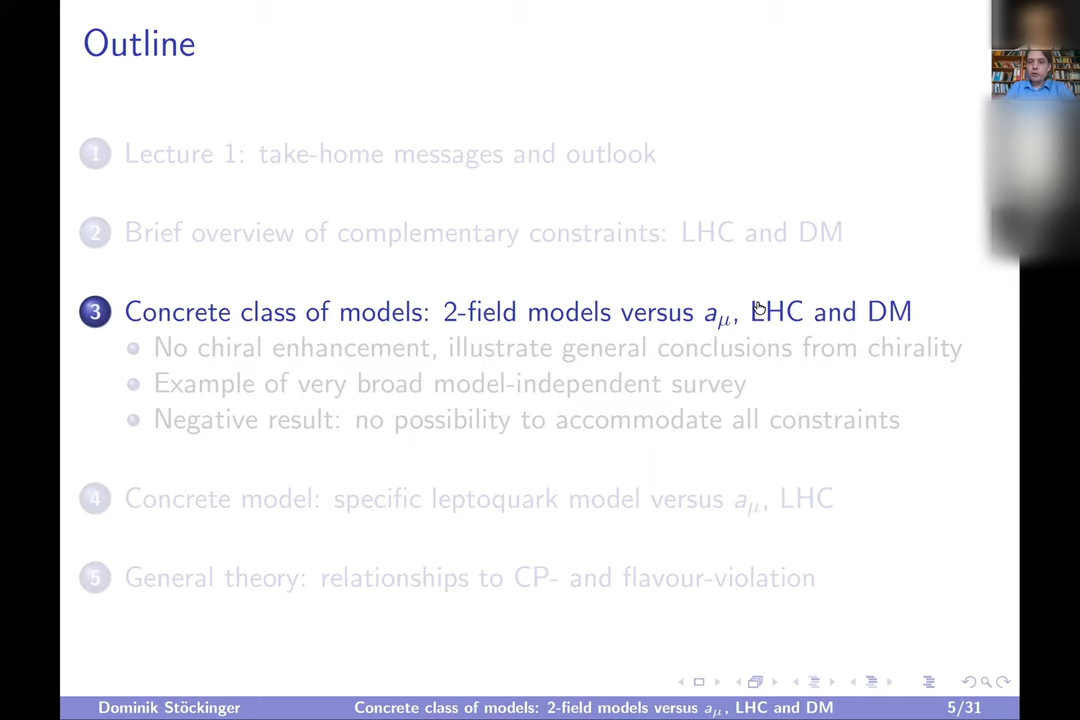 Outline
1 Lecture 1: take-home messages and outlook
2 Brief overview of complementary constraints: LHC and DM
3 Concrete class of models: 2-field models versus aμ, LHC and DM
No chiral enhancement, illustrate general conclusions from chirality
Example of very broad model-independent survey
Negative result: no possibility to accommodate all constraints
4 Concrete model: specific leptoquark model versus aμ, LHC
5 General theory: relationships to CP- and flavour-violation
Dominik Stöckinger Concrete class of models: 2-field models versus aμ, LHC and DM 5/31